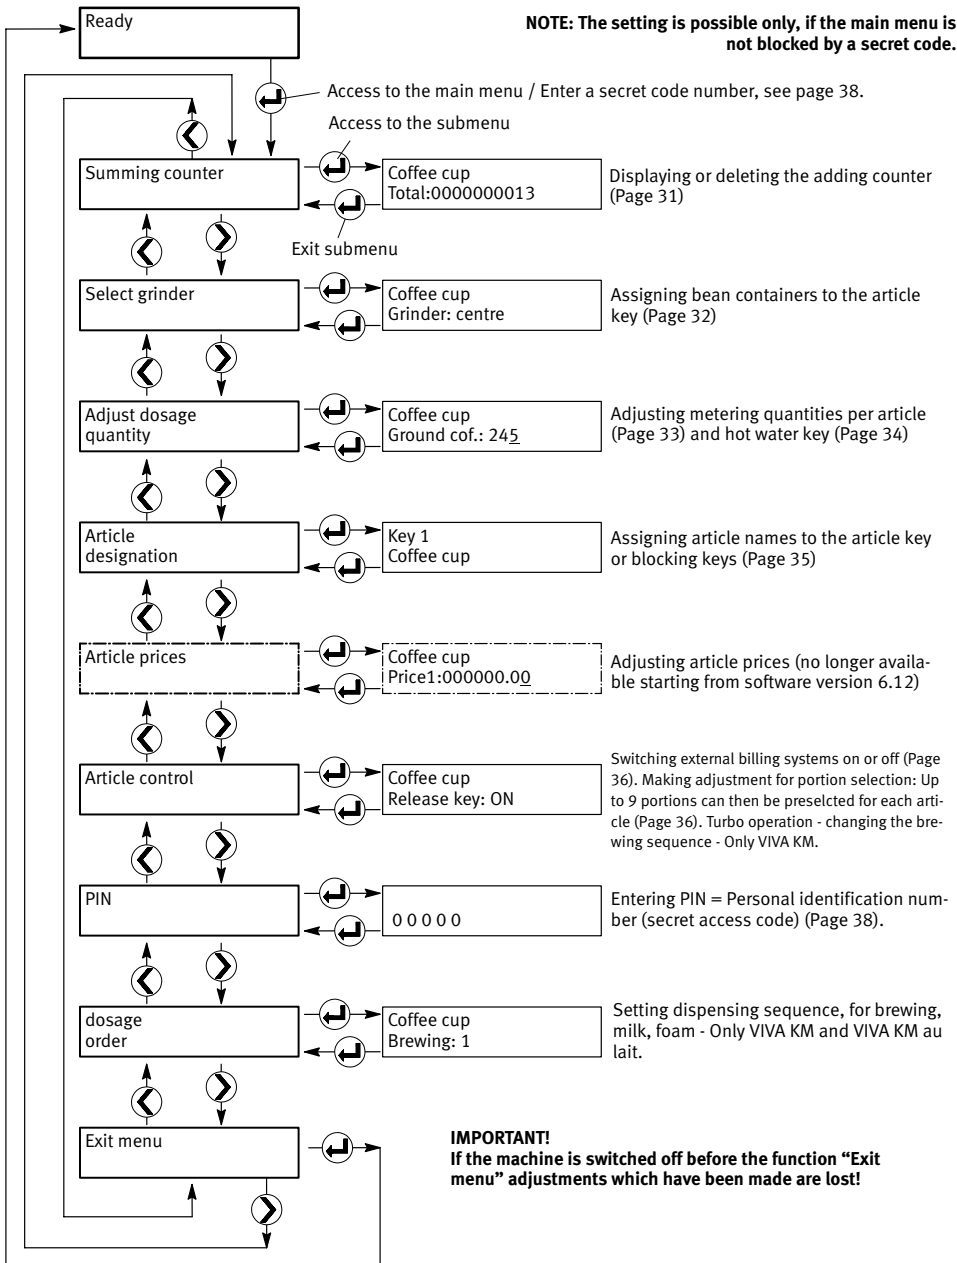 Ready
NOTE: The setting is possible only, if the main menu is
not blocked by a secret code.
Access to the main menu / Enter a secret code number, see page 38.
Access to the submenu
Summing counter
Coffee cup
Total:0000000013
Displaying or deleting the adding counter
(Page 31)
Exit submenu
Select grinder
Coffee cup
Grinder: centre
Assigning bean containers to the article
key (Page 32)
Adjust dosage
quantity
Coffee cup
Ground cof.: 245
Adjusting metering quantities per article
(Page 33) and hot water key (Page 34)
Article
designation
Key 1
Coffee cup
Assigning article names to the article key
or blocking keys (Page 35)
Article prices
Coffee cup
Price1:000000.00
Adjusting article prices (no longer availa-
ble starting from software version 6.12)
Article control
Coffee cup
Release key: ON
Switching external billing systems on or off (Page
36). Making adjustment for portion selection: Up
to 9 portions can then be preselcted for each arti-
cle (Page 36). Turbo operation - changing the bre-
wing sequence - Only VIVA KM.
PIN
0 0 0 0 0
Entering PIN = Personal identification num-
ber (secret access code) (Page 38).
dosage
order
Coffee cup
Brewing: 1
Setting dispensing sequence, for brewing,
milk, foam - Only VIVA KM and VIVA KM au
lait.
Exit menu
IMPORTANT!
If the machine is switched off before the function “Exit
menu” adjustments which have been made are lost!